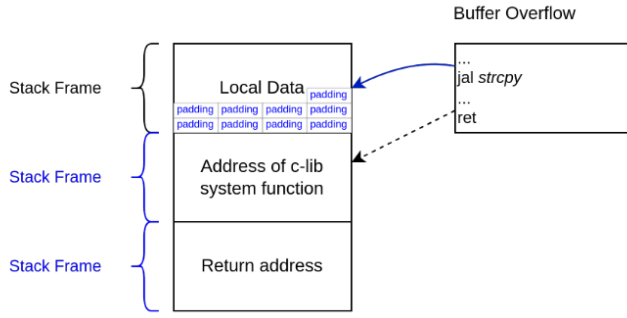 Buffer Overflow
...
jal strcpy
...
ret
Stack Frame
Local Data
padding
padding padding padding padding
padding padding padding padding
Stack Frame
Address of c-lib
system function
Stack Frame
Return address